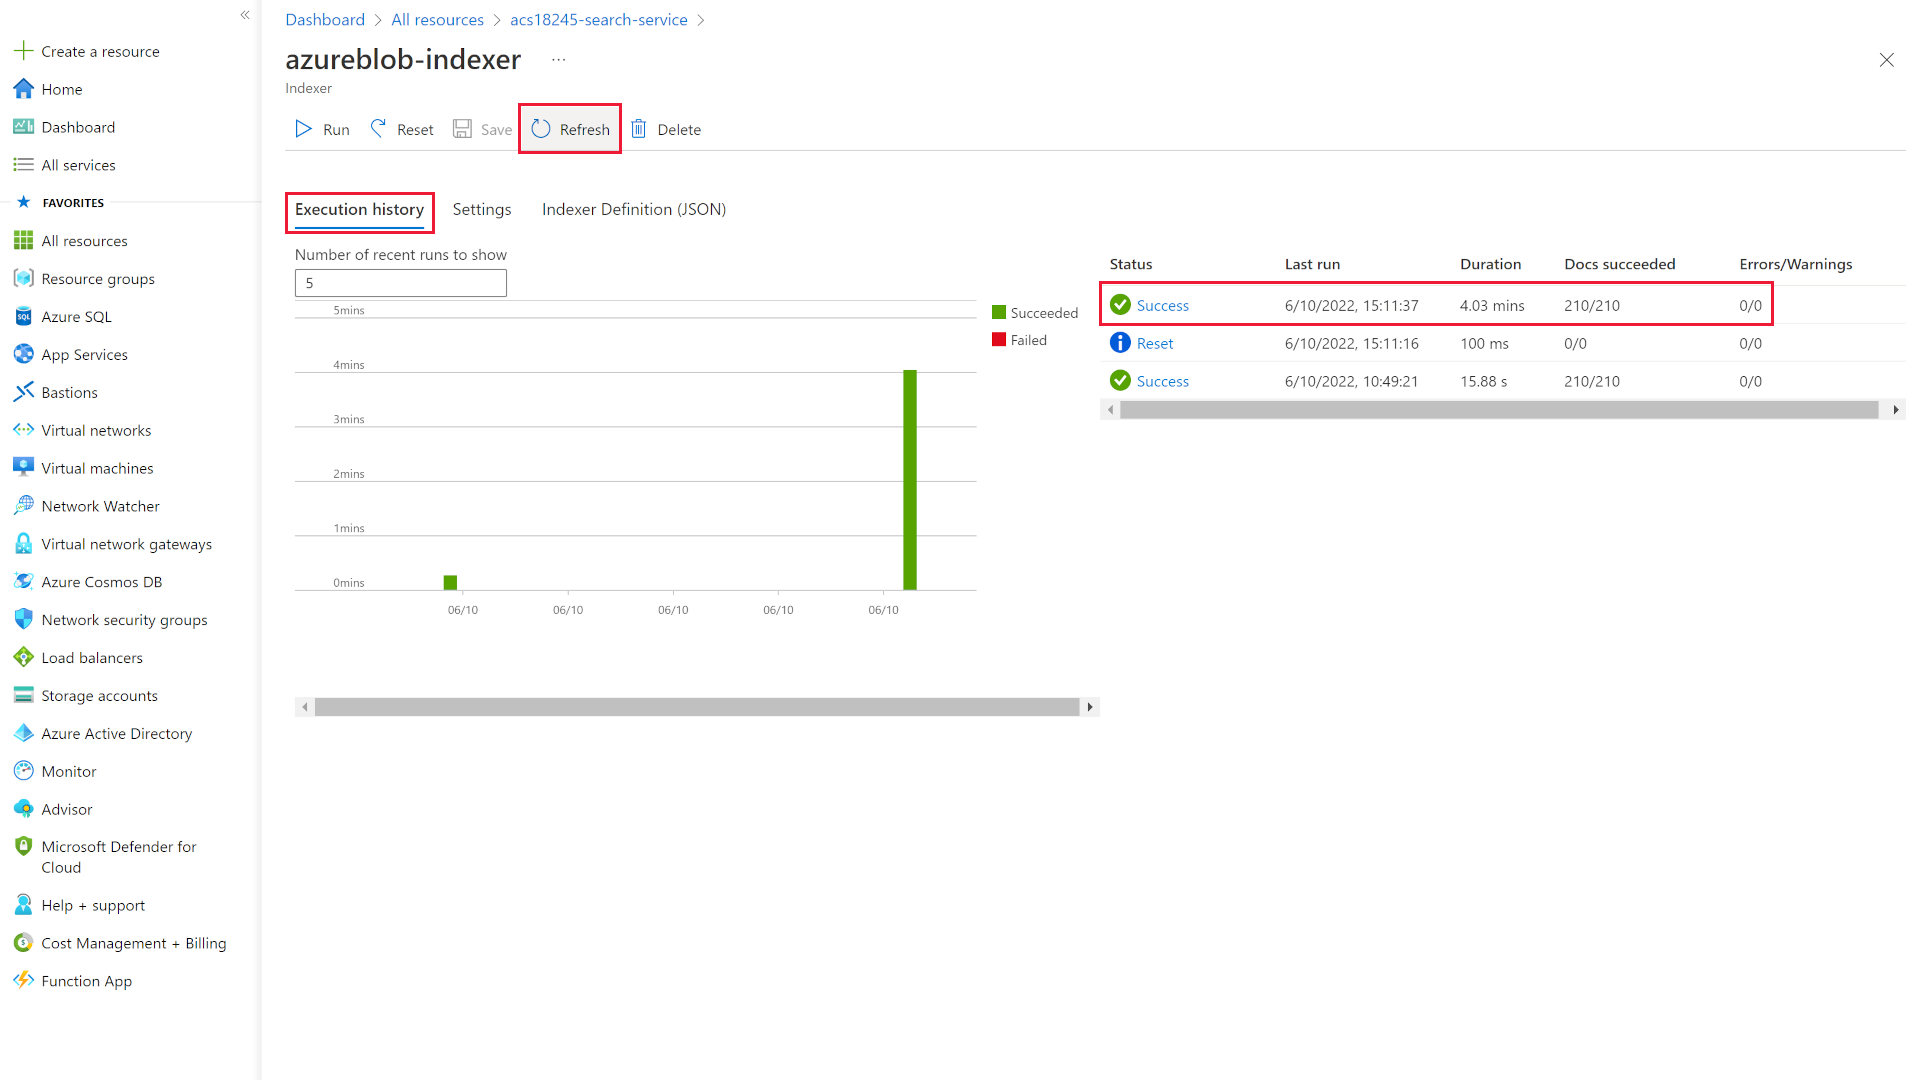 «
Create a resource
Home
Dashboard
All services
FAVORITES
All resources
Resource groups
SQL
Azure SQL
App Services
Bastions
Virtual networks
Virtual machines
Network Watcher
Virtual network gateways
Azure Cosmos DB
Network security groups
Load balancers
Storage accounts
Azure Active Directory
Monitor
Advisor
Microsoft Defender for
Cloud
Help + support
Cost Management + Billing
Function App
Dashboard > All resources > acs18245-search-service >
azureblob-indexer ...
Indexer
Run Reset Save Refresh Delete
Execution history Settings Indexer Definition (JSON)
Number of recent runs to show
5
5mins
4mins
3mins
2mins
1mins
0mins
06/10 06/10 06/10 06/10 06/10
Succeeded
Failed
Status Last run Duration Docs succeeded Errors/Warnings
Success 6/10/2022, 15:11:37 4.03 mins 210/210 0/0
Reset 6/10/2022, 15:11:16 100 ms 0/0 0/0
Success 6/10/2022, 10:49:21 15.88 s 210/210 0/0